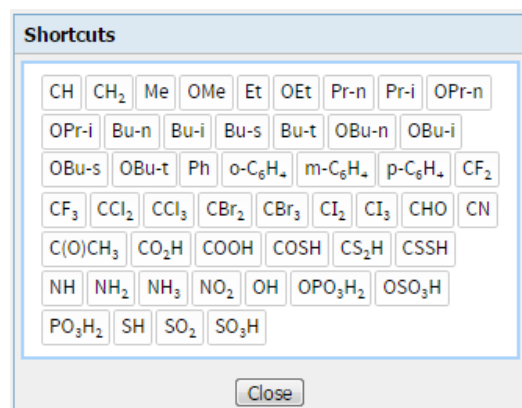 Shortcuts
CH CH₂ Me OMe Et OEt Pr-n Pr-i OPr-n
OPr-i Bu-n Bu-i Bu-s Bu-t OBu-n OBu-i
OBu-s OBu-t Ph o-C₆H₄ m-C₆H₄ p-C₆H₄ CF₂
CF₃ CCl₂ CCl₃ CBr₂ CBr₃ CI₂ CI₃ CHO CN
C(O)CH₃ CO₂H COOH COSH CS₂H CSSH
NH NH₂ NH₃ NO₂ OH OPO₃H₂ OSO₃H
PO₃H₂ SH SO₂ SO₃H
Close